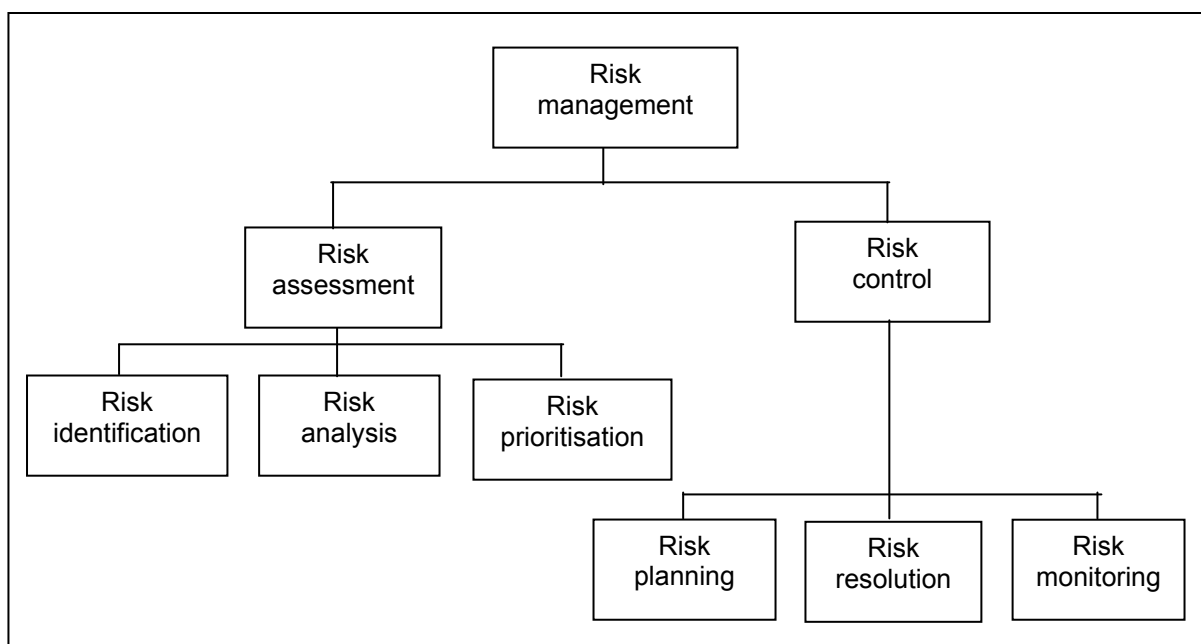 Risk
management
Risk
assessment
Risk
control
Risk
identification
Risk
analysis
Risk
prioritisation
Risk
planning
Risk
resolution
Risk
monitoring